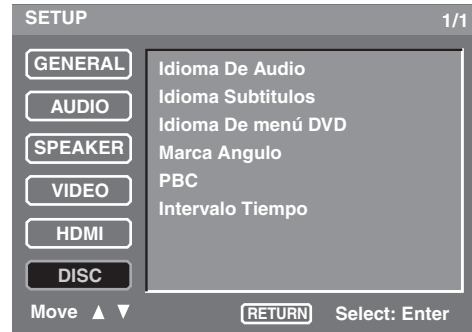 SETUP 1/1
GENERAL
AUDIO
SPEAKER
VIDEO
HDMI
DISC
Idioma De Audio
Idioma Subtitulos
Idioma De menú DVD
Marca Angulo
PBC
Intervalo Tiempo
Move ▲ ▼ RETURN Select: Enter